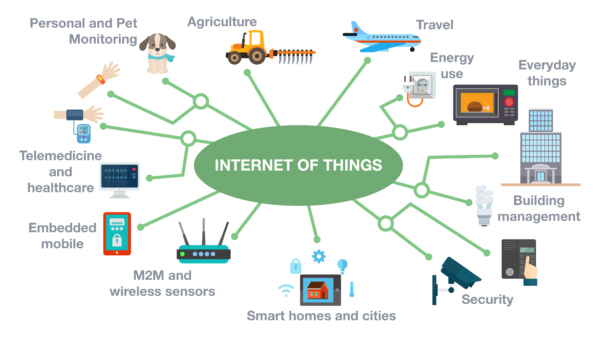 Personal and Pet
Monitoring
Agriculture
Travel
Energy
use
Everyday
things
INTERNET OF THINGS
Telemedicine
and
healthcare
Building
management
Embedded
mobile
M2M and
wireless sensors
Security
Smart homes and cities